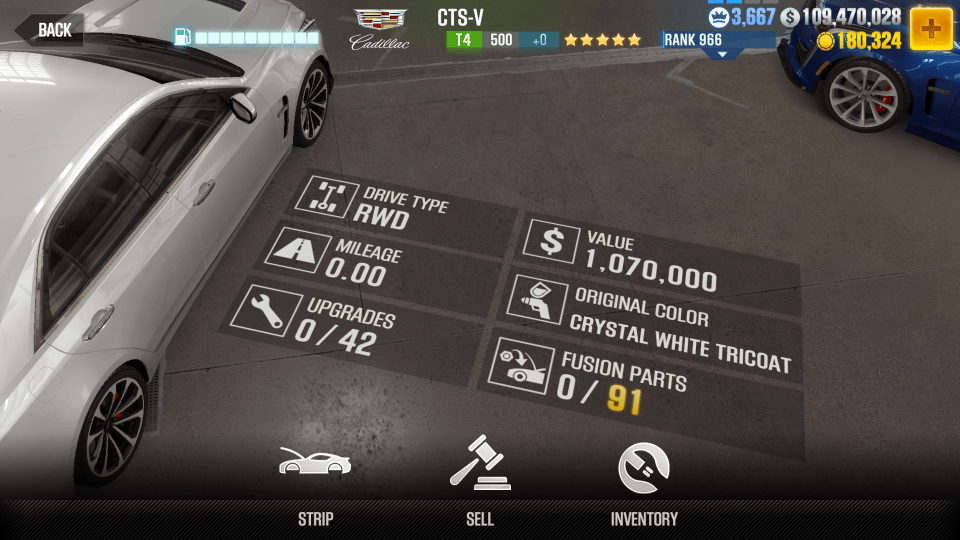 BACK
Cadillac
CTS-V
T4 500 +0
3,667
$ 109,470,028
RANK 966
180,324
DRIVE TYPE
RWD
MILEAGE
0.00
UPGRADES
0 / 42
$ VALUE
1,070,000
ORIGINAL COLOR
CRYSTAL WHITE TRICOAT
FUSION PARTS
0 / 91
STRIP
SELL
INVENTORY